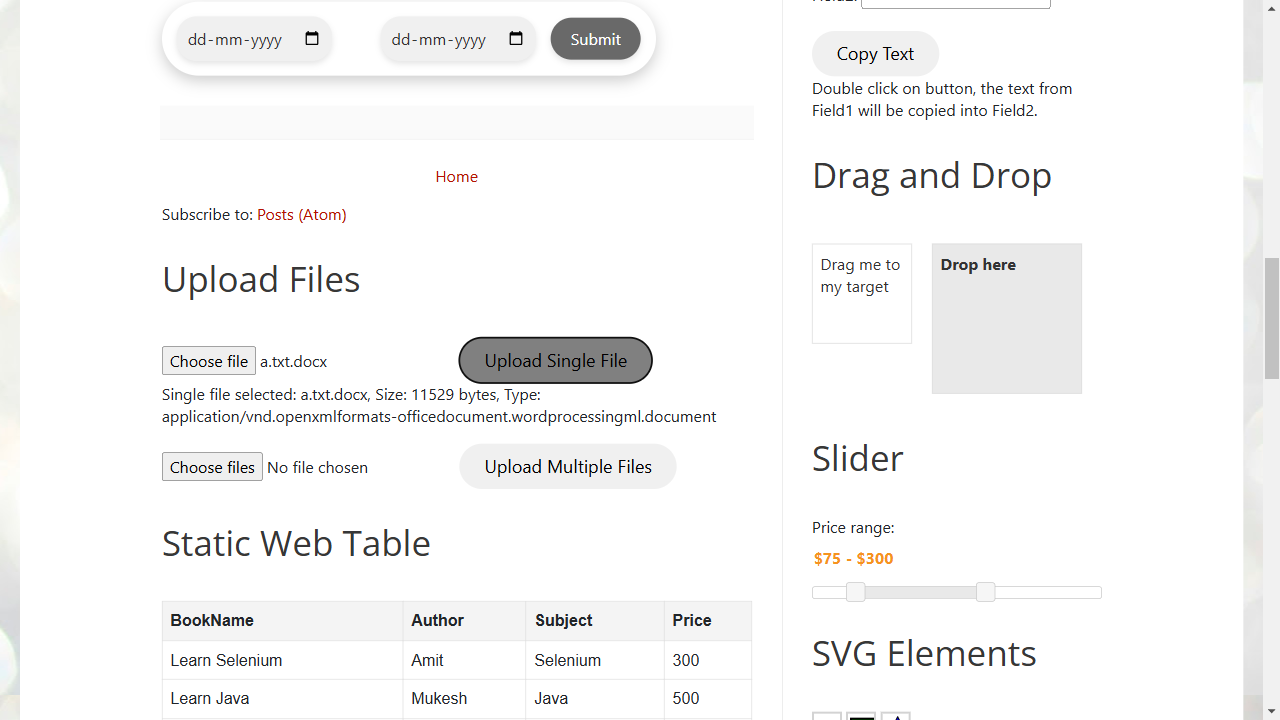 dd-mm-yyyy dd-mm-yyyy Submit
Home
Subscribe to: Posts (Atom)
Upload Files
Choose file a.txt.docx Upload Single File
Single file selected: a.txt.docx, Size: 11529 bytes, Type:
application/vnd.openxmlformats-officedocument.wordprocessingml.document
Choose files No file chosen Upload Multiple Files
Static Web Table
BookName Author Subject Price
Learn Selenium Amit Selenium 300
Learn Java Mukesh Java 500
Copy Text
Double click on button, the text from
Field1 will be copied into Field2.
Drag and Drop
Drag me to
my target
Drop here
Slider
Price range:
$75 - $300
SVG Elements